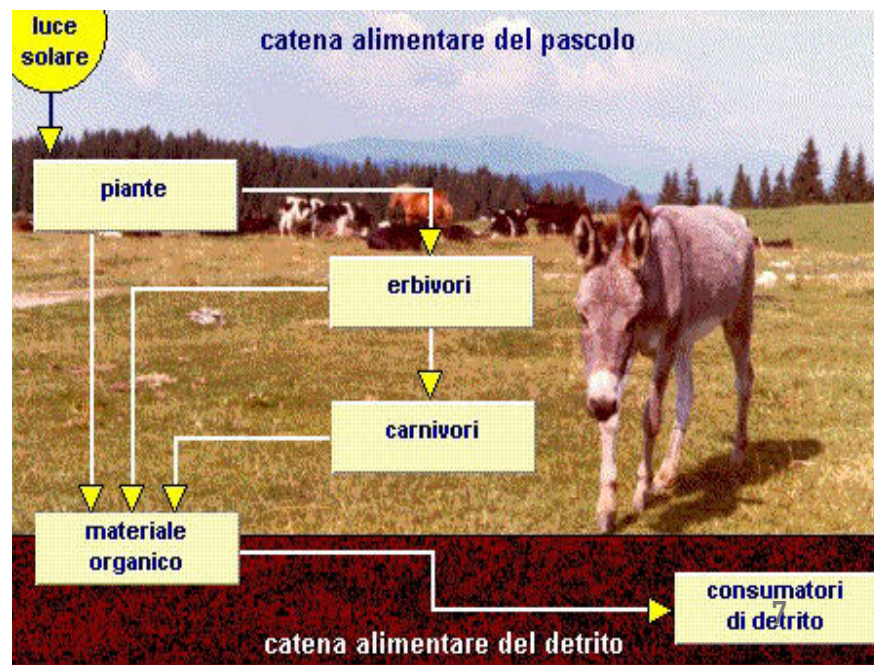 luce
solare
catena alimentare del pascolo
piante
erbivori
carnivori
materiale
organico
consumatori
di detrito
7
catena alimentare del detrito